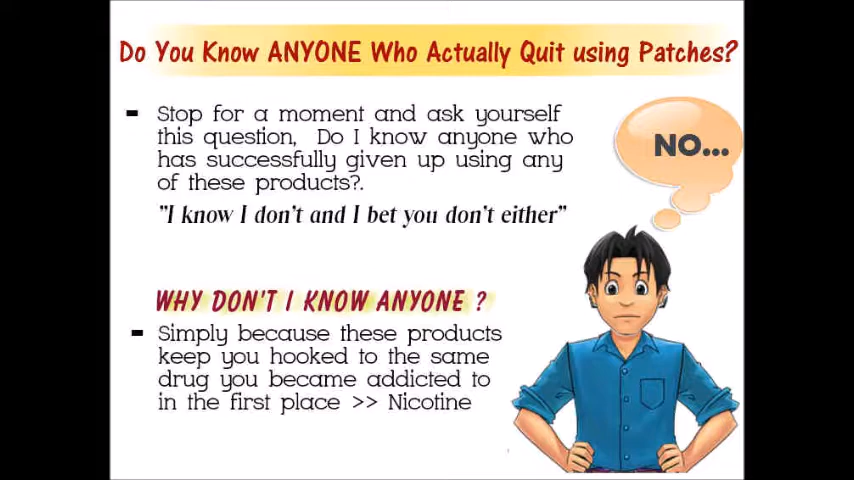 Do You Know ANYONE Who Actually Quit using Patches?
- Stop for a moment and ask yourself
this question, Do I know anyone who
has successfully given up using any
of these products?.
"I know I don't and I bet you don't either"
NO...
WHY DON'T I KNOW ANYONE ?
- Simply because these products
keep you hooked to the same
drug you became addicted to
in the first place >> Nicotine